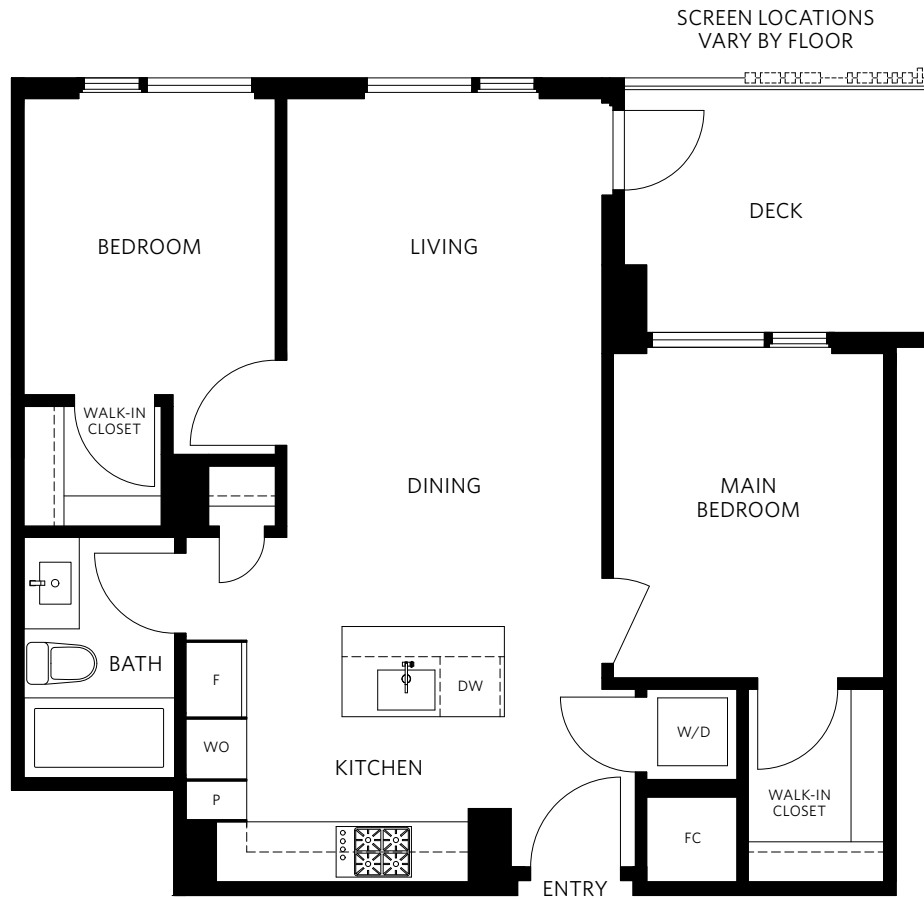 SCREEN LOCATIONS
VARY BY FLOOR
DECK
BEDROOM
LIVING
WALK-IN
CLOSET
DINING
MAIN
BEDROOM
BATH
F
DW
WO
W/D
KITCHEN
P
WALK-IN
CLOSET
FC
ENTRY